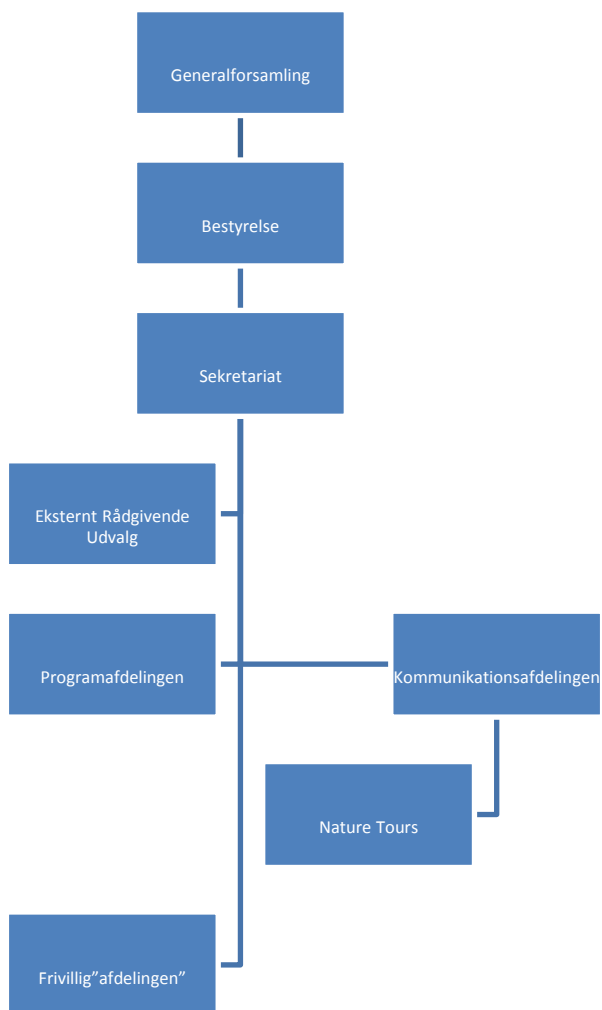 Generalforsamling
Bestyrelse
Sekretariat
Eksternt Rådgivende
Udvalg
Programafdelingen
Kommunikationsafdelingen
Nature Tours
Frivillig”afdelingen”